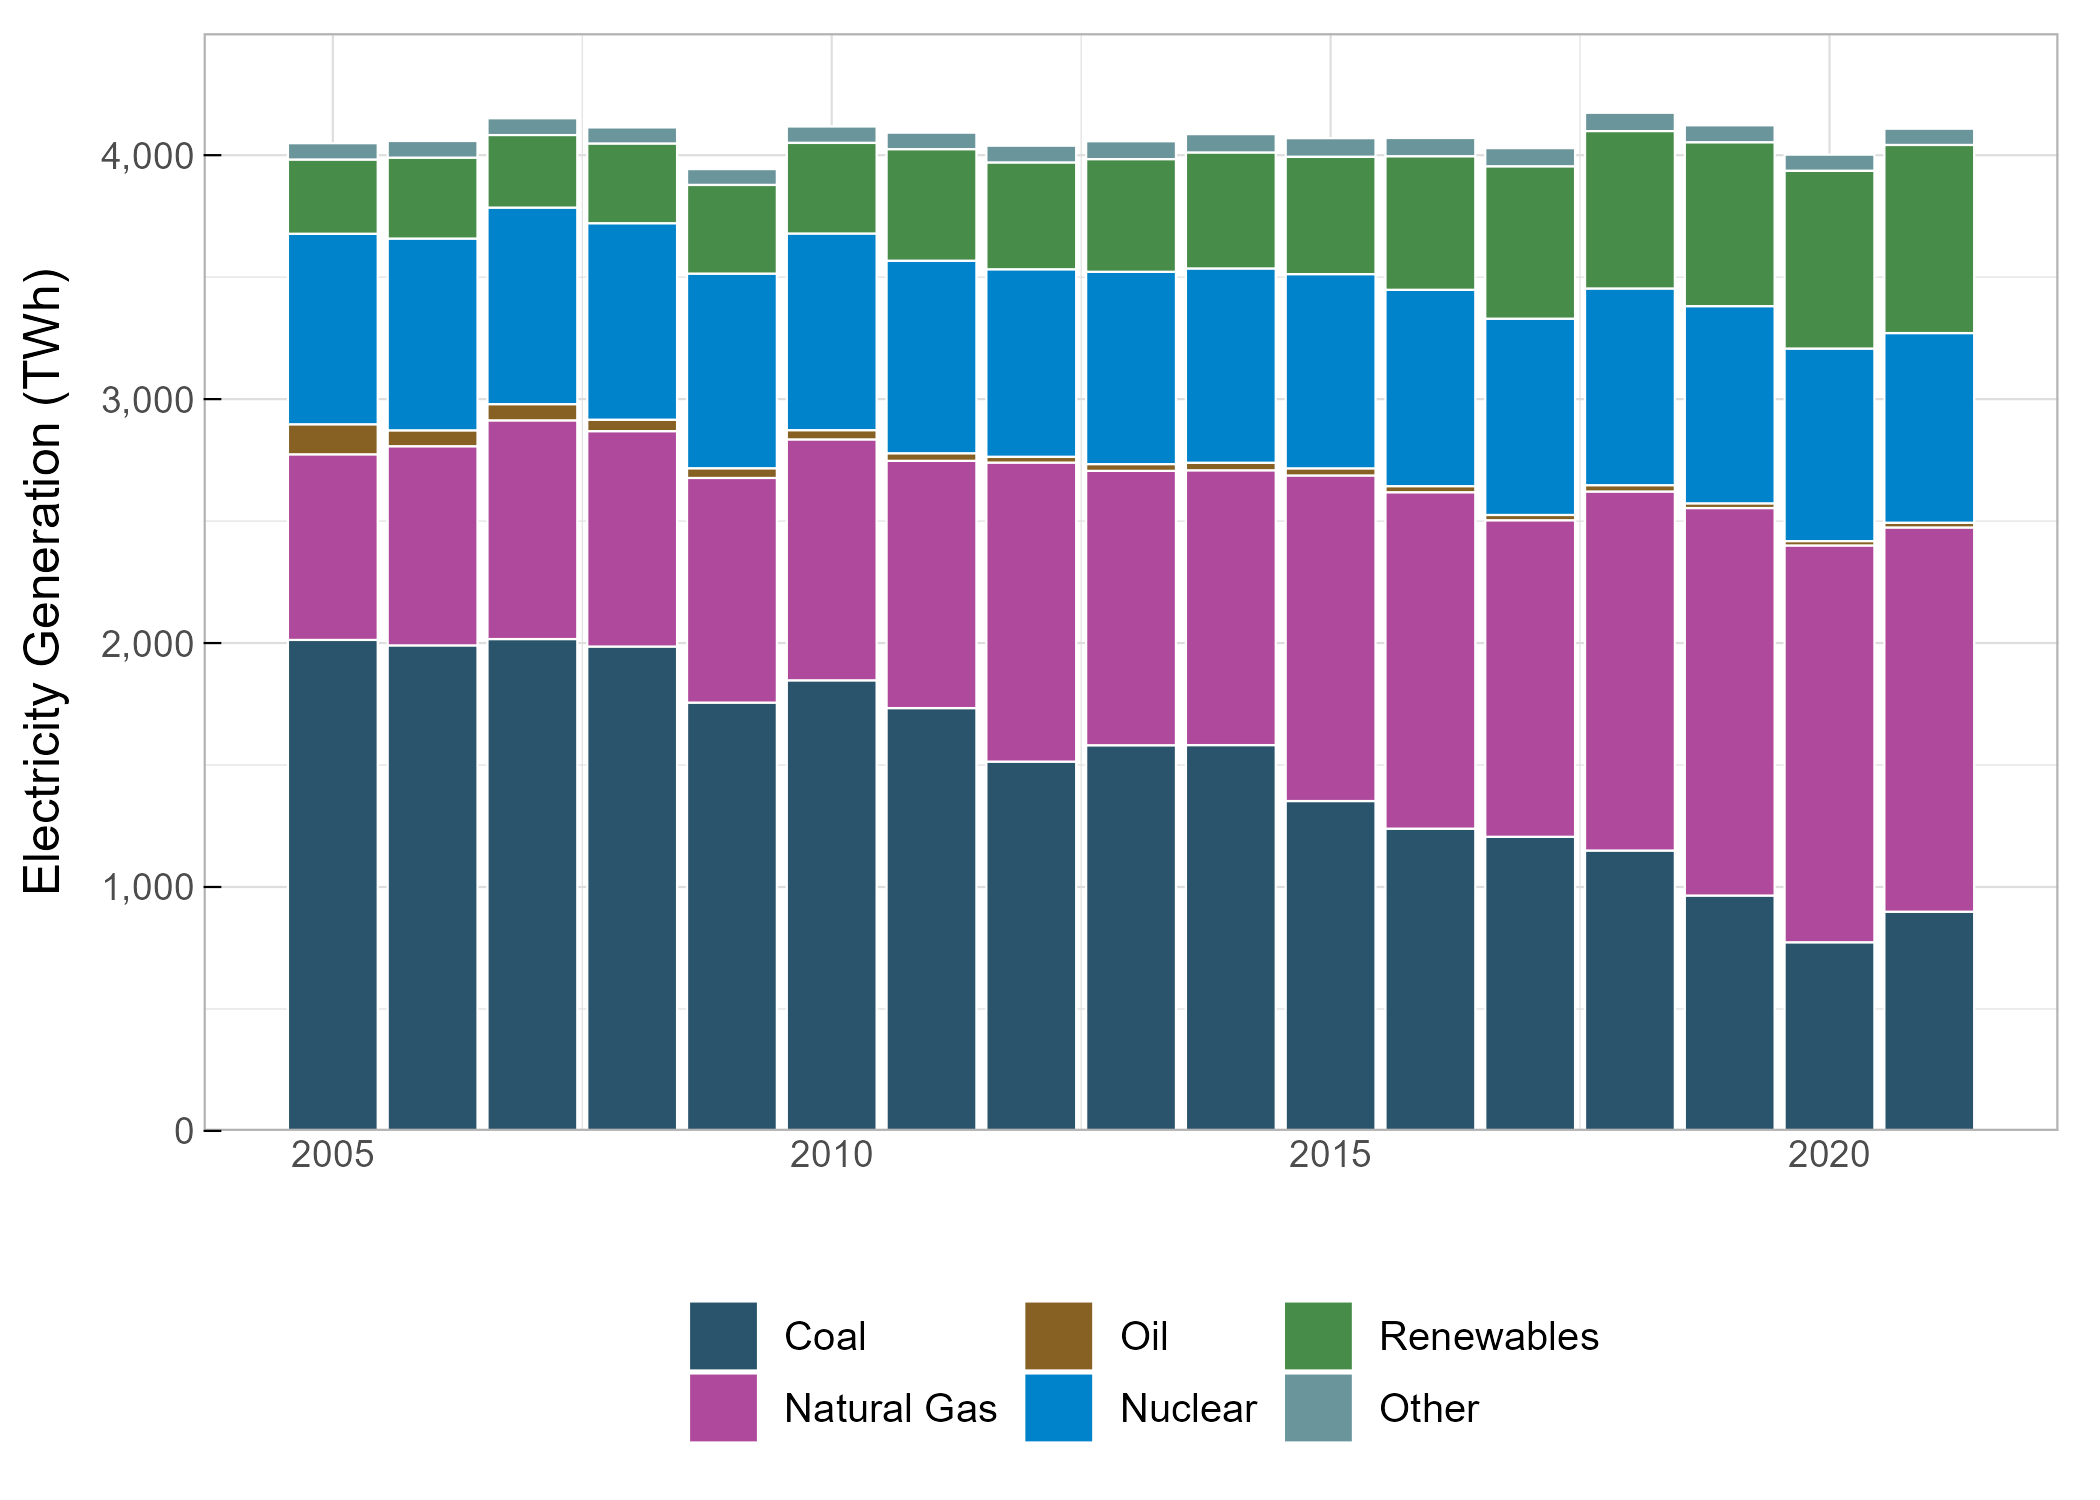 Electricity Generation (TWh)
4,000
3,000
2,000
1,000
0
2005 2010 2015 2020
Coal Oil Renewables
Natural Gas Nuclear Other